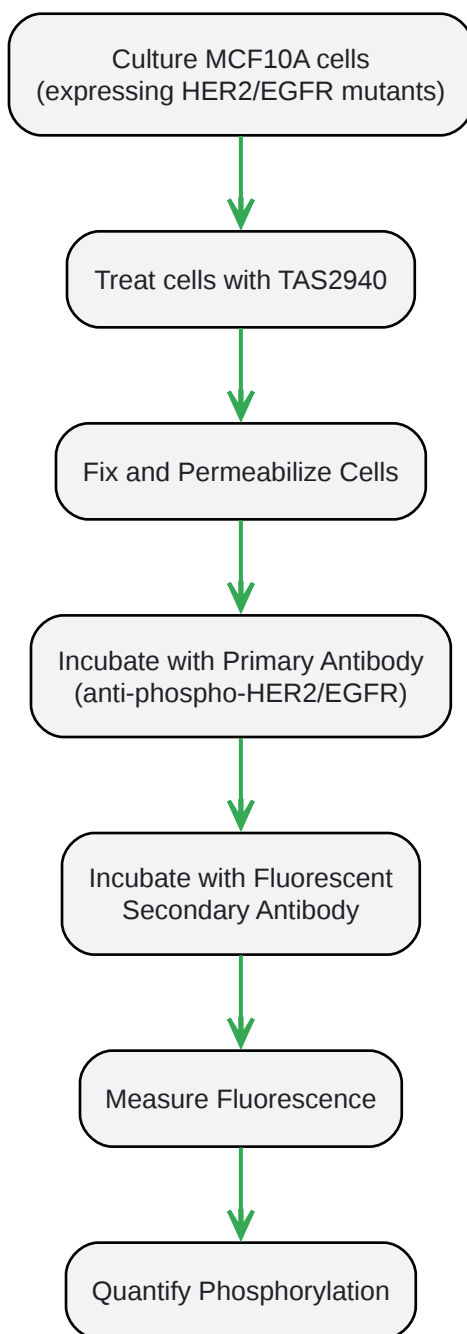 Culture MCF10A cells
(expressing HER2/EGFR mutants)
Treat cells with TAS2940
Fix and Permeabilize Cells
Incubate with Primary Antibody
(anti-phospho-HER2/EGFR)
Incubate with Fluorescent
Secondary Antibody
Measure Fluorescence
Quantify Phosphorylation